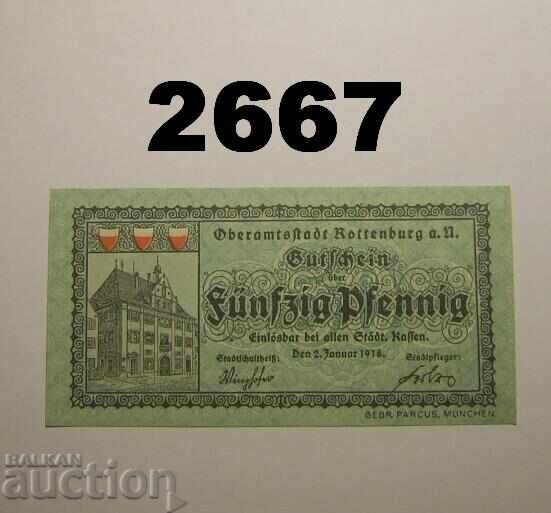 2667
Oberamtsstadt Rottenburg a.N.
Gutschein
über
Fünfzig Pfennig
Einlösbar bei allen Städt. Kassen.
Stadtschultheiß: Den 2. Januar 1918. Stadtpfleger:
GEBR. PARCUS, MÜNCHEN.
BALKAN
auction